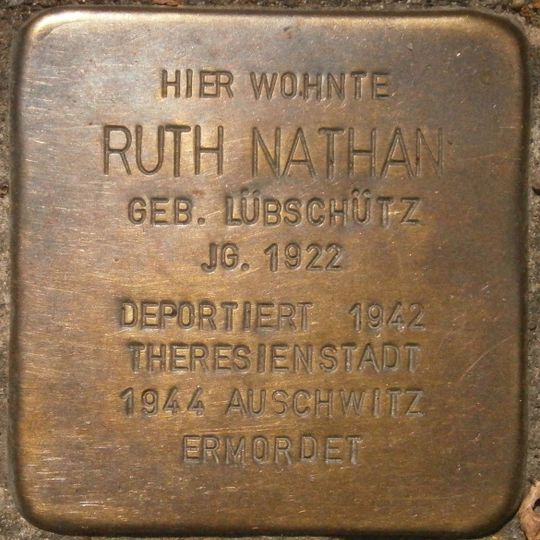 HIER WOHNTE
RUTH NATHAN
GEB. LÜBSCHÜTZ
JG. 1922
DEPORTIERT 1942
THERESIENSTADT
1944 AUSCHWITZ
ERMORDET